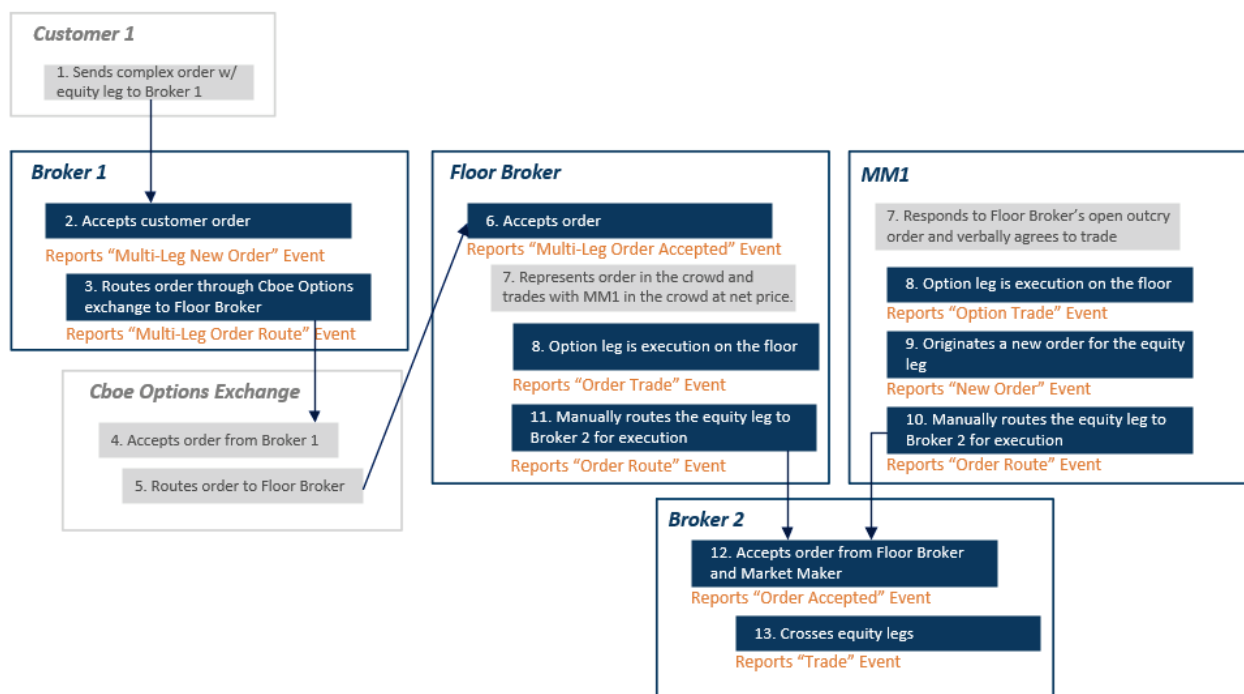 Customer 1
1. Sends complex order w/
equity leg to Broker 1
Broker 1
2. Accepts customer order
Reports “Multi-Leg New Order” Event
3. Routes order through Cboe Options
exchange to Floor Broker
Reports “Multi-Leg Order Route” Event
Cboe Options Exchange
4. Accepts order from Broker 1
5. Routes order to Floor Broker
Floor Broker
6. Accepts order
Reports “Multi-Leg Order Accepted” Event
7. Represents order in the crowd and
trades with MM1 in the crowd at net price.
8. Option leg is execution on the floor
Reports “Order Trade” Event
11. Manually routes the equity leg to
Broker 2 for execution
Reports “Order Route” Event
MM1
7. Responds to Floor Broker’s open outcry
order and verbally agrees to trade
8. Option leg is execution on the floor
Reports “Option Trade” Event
9. Originates a new order for the equity
leg
Reports “New Order” Event
10. Manually routes the equity leg to
Broker 2 for execution
Reports “Order Route” Event
Broker 2
12. Accepts order from Floor Broker
and Market Maker
Reports “Order Accepted” Event
13. Crosses equity legs
Reports “Trade” Event